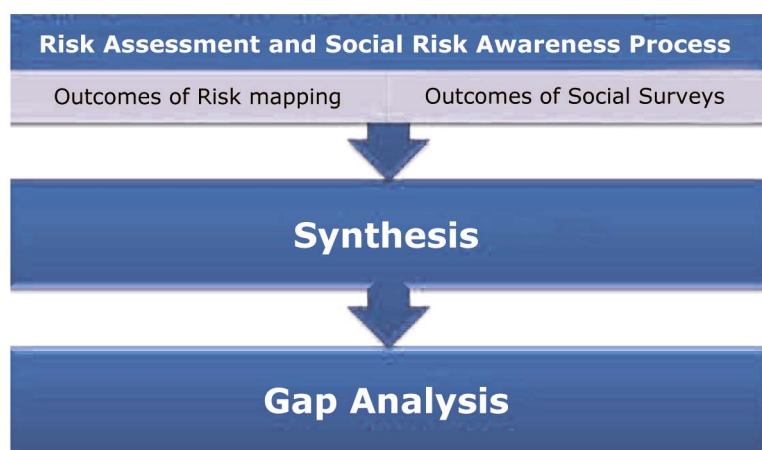 Risk Assessment and Social Risk Awareness Process
Outcomes of Risk mapping
Outcomes of Social Surveys
Synthesis
Gap Analysis